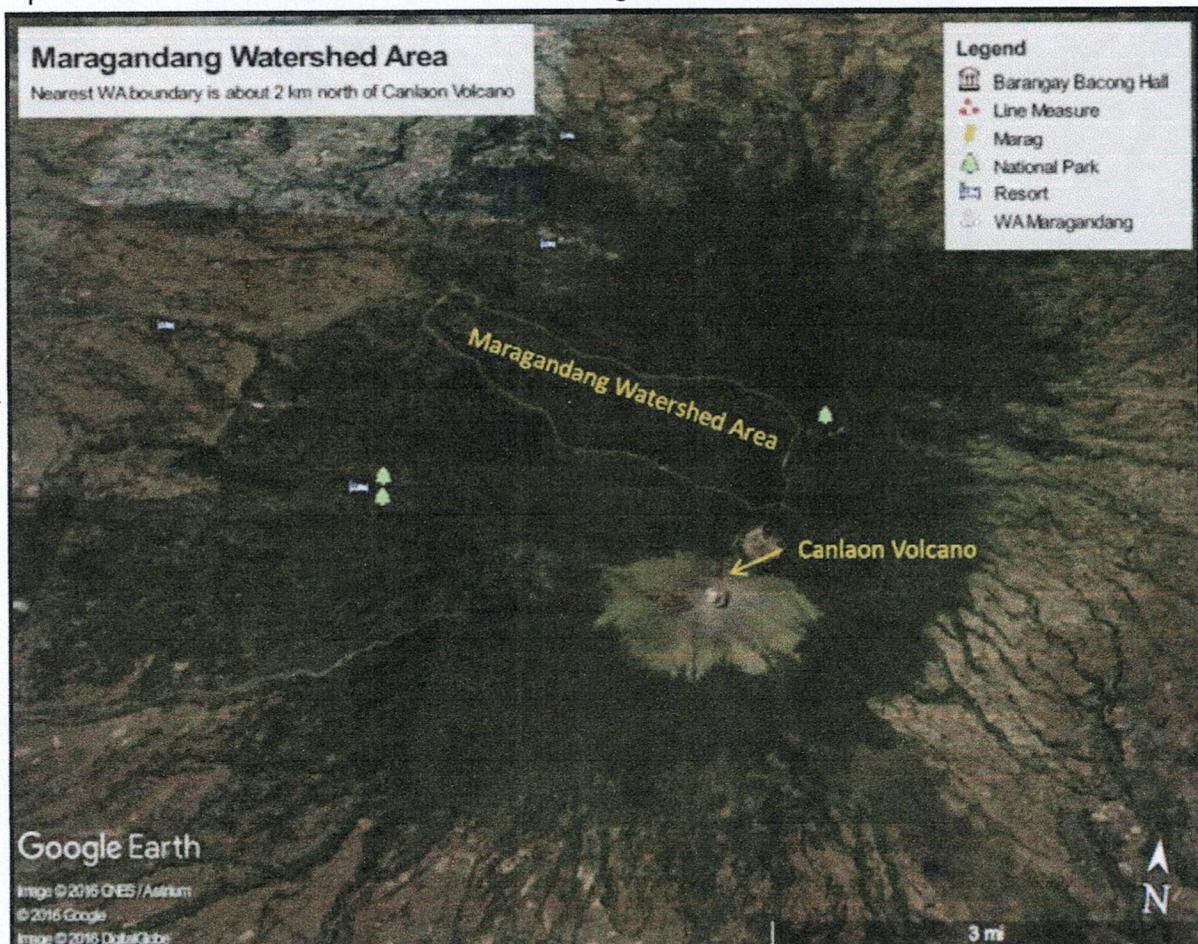 Maragandang Watershed Area
Nearest WA boundary is about 2 km north of Canlaon Volcano
Legend
Barangay Bacong Hall
Line Measure
Marag
National Park
Resort
WA Maragandang
Maragandang Watershed Area
Canlaon Volcano
Google Earth
Image © 2016 CNES / Astrium
© 2016 Google
Image © 2016 DigitalGlobe
N
3 mi